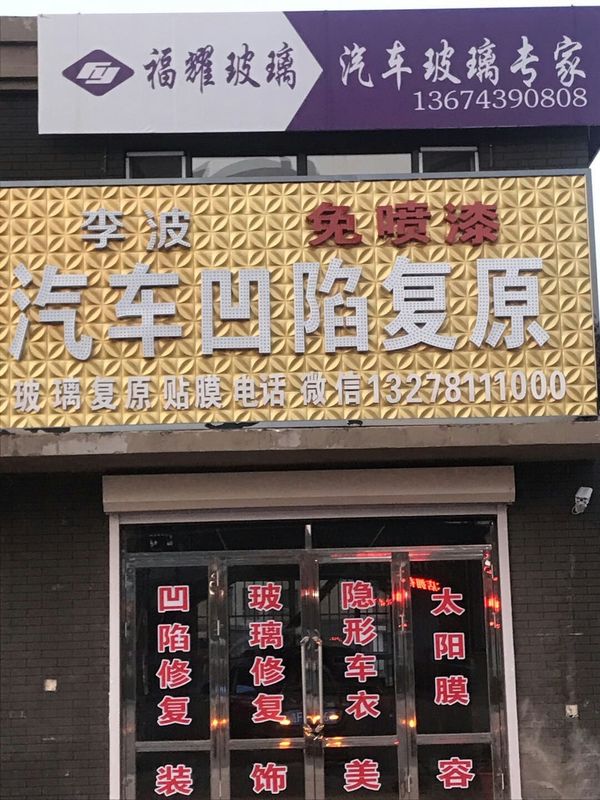 FY 福耀玻璃 汽车玻璃专家
13674390808
李波 免喷漆
汽车凹陷复原
玻璃复原贴膜电话微信13278111000
凹陷修复
玻璃修复
隐形车衣
太阳膜
装饰美容